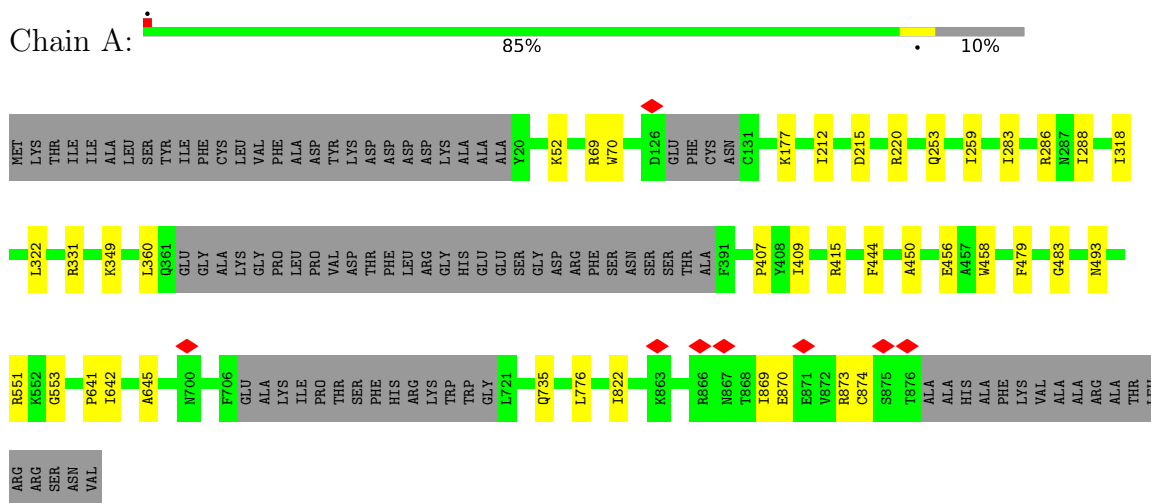 Chain A: 85% • 10%
MET LYS THR ILE ILE ALA LEU SER TYR ILE PHE CYS LEU VAL PHE ALA ASP TYR LYS ASP ASP ASP ASP LYS ALA ALA ALA Y20 K52 R69 W70 D126 GLU PHE CYS ASN C131 K177 I212 D215 R220 Q253 I259 I283 R286 N287 I288 I318
L322 R331 K349 L360 Q361 GLU GLY ALA LYS GLY PRO LEU PRO VAL ASP THR PHE LEU ARG GLY HIS GLU GLU SER GLY ASP ARG PHE SER ASN SER SER THR ALA F391 P407 Y408 I409 R415 F444 A450 E456 A457 W458 F479 G483 N493
R551 K552 G553 P641 I642 A645 N700 F706 GLU ALA LYS ILE PRO THR SER PHE HIS ARG LYS TRP TRP GLY L721 Q735 L776 I822 K863 R866 N867 T868 I869 E870 E871 V872 R873 C874 S875 T876 ALA ALA HIS ALA PHE LYS VAL ALA ALA ARG ALA THR LEU
ARG ARG SER ASN VAL